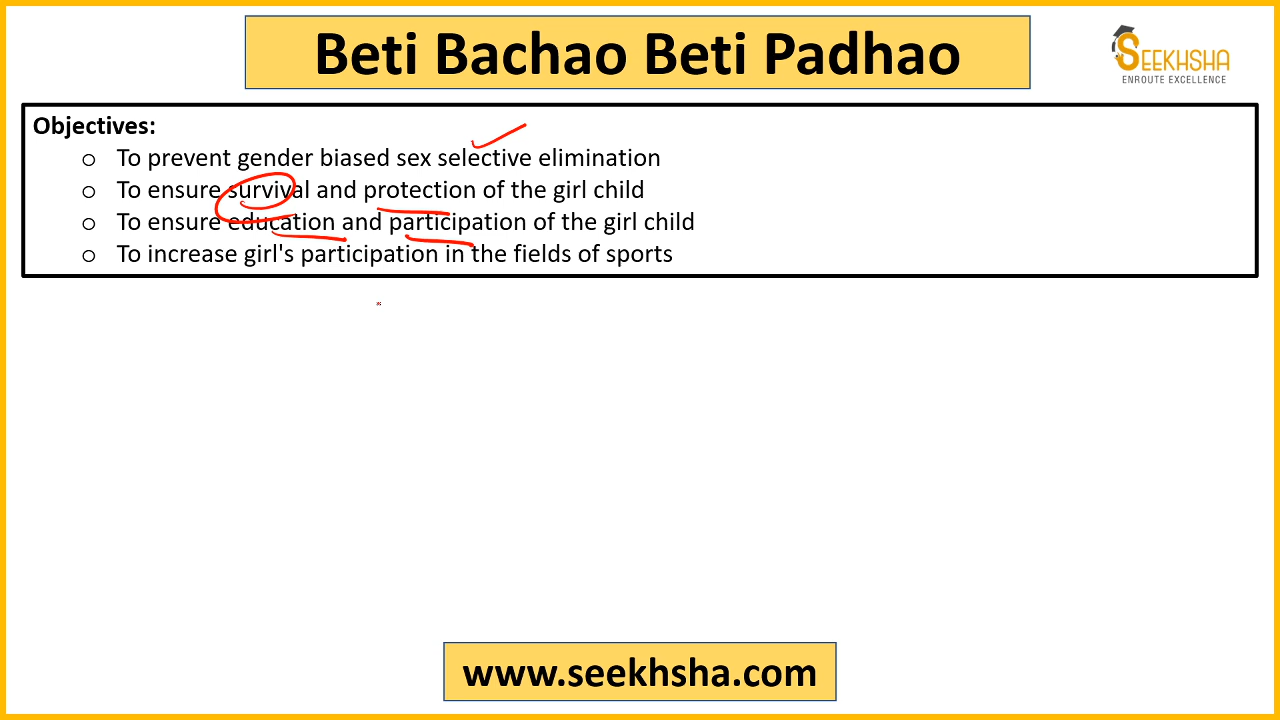 Beti Bachao Beti Padhao
SEEKHSHA
ENROUTE EXCELLENCE
Objectives:
o To prevent gender biased sex selective elimination
o To ensure survival and protection of the girl child
o To ensure education and participation of the girl child
o To increase girl's participation in the fields of sports
www.seekhsha.com